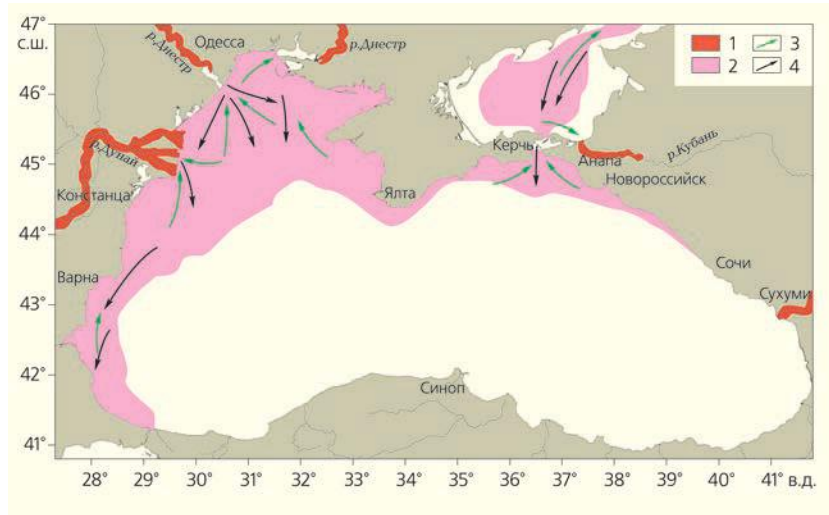 47°
с.ш.
46°
45°
44°
43°
42°
41°
28°
29°
30°
31°
32°
33°
34°
35°
36°
37°
38°
39°
40°
41° в.д.
р.Днестр
Одесса
р.Днестр
1
2
3
4
р.Дунай
Констанца
Варна
Ялта
Керчь
Анапа
р.Кубань
Новороссийск
Сочи
Сухуми
Синоп